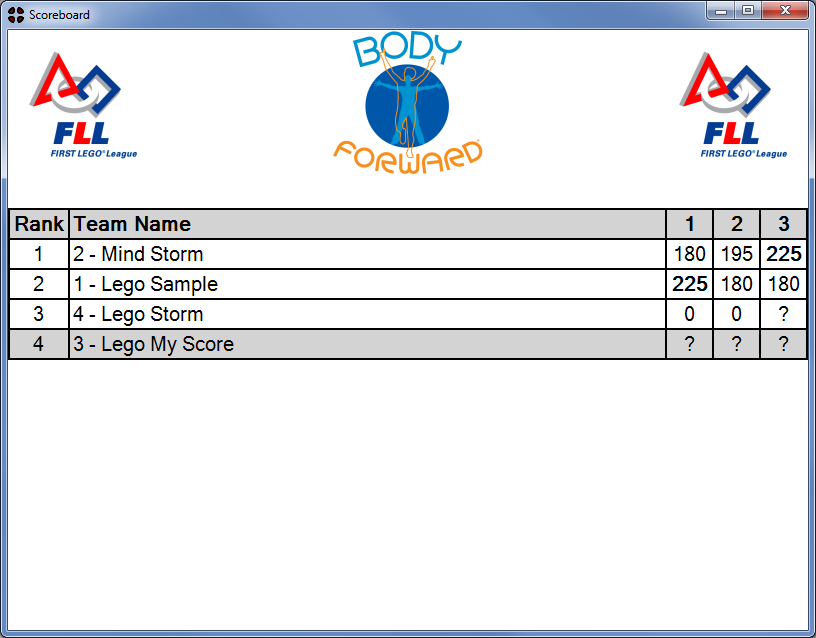 Scoreboard
BODY
FORWARD
FLL
FIRST LEGO® League
FLL
FIRST LEGO® League
Rank Team Name 1 2 3
1 2 - Mind Storm 180 195 225
2 1 - Lego Sample 225 180 180
3 4 - Lego Storm 0 0 ?
4 3 - Lego My Score ? ? ?